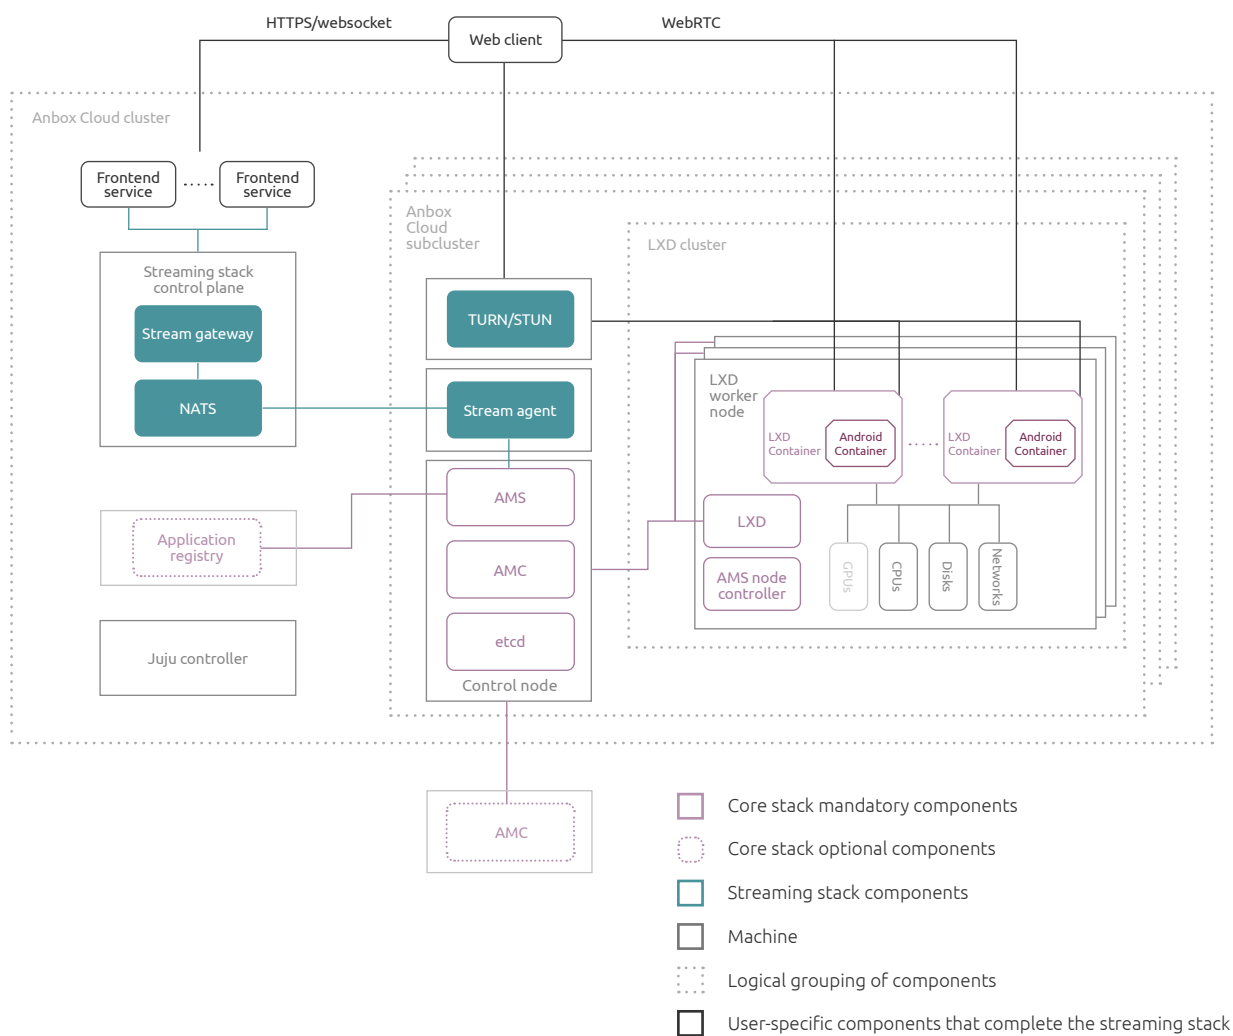 HTTPS/websocket
WebRTC
Web client
Anbox Cloud cluster
Frontend
service
Frontend
service
Anbox
Cloud
subcluster
LXD cluster
Streaming stack
control plane
Stream gateway
NATS
TURN/STUN
Stream agent
LXD
worker
node
LXD
Container
Android
Container
LXD
Container
Android
Container
AMS
Application
registry
AMC
LXD
AMS node
controller
GPUs
CPUs
Disks
Networks
etcd
Juju controller
Control node
AMC
Core stack mandatory components
Core stack optional components
Streaming stack components
Machine
Logical grouping of components
User-specific components that complete the streaming stack